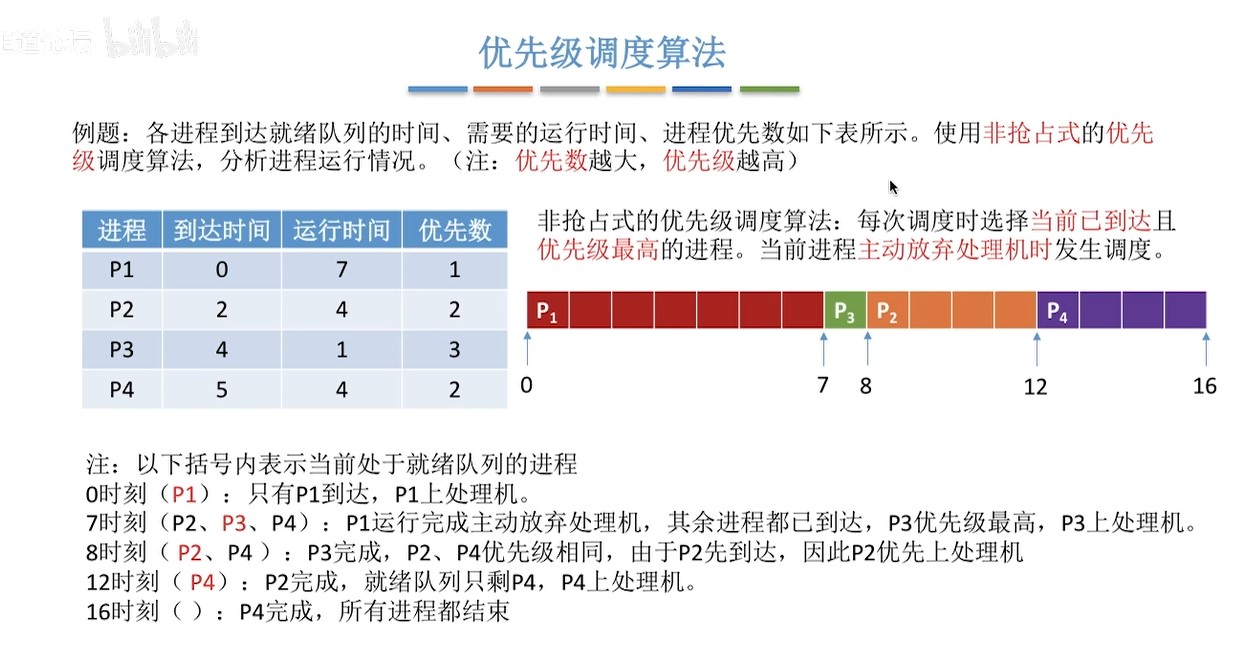 bilibili
优先级调度算法
例题：各进程到达就绪队列的时间、需要的运行时间、进程优先数如下表所示。使用非抢占式的优先
级调度算法，分析进程运行情况。（注：优先数越大，优先级越高）
进程 到达时间 运行时间 优先数
P1 0 7 1
P2 2 4 2
P3 4 1 3
P4 5 4 2
非抢占式的优先级调度算法：每次调度时选择当前已到达且
优先级最高的进程。当前进程主动放弃处理机时发生调度。
P1 P3 P2 P4
0 7 8 12 16
注：以下括号内表示当前处于就绪队列的进程
0时刻（P1）：只有P1到达，P1上处理机。
7时刻（P2、P3、P4）：P1运行完成主动放弃处理机，其余进程都已到达，P3优先级最高，P3上处理机。
8时刻（ P2、P4 ）：P3完成，P2、P4优先级相同，由于P2先到达，因此P2优先上处理机
12时刻（ P4）：P2完成，就绪队列只剩P4，P4上处理机。
16时刻（ ）：P4完成，所有进程都结束